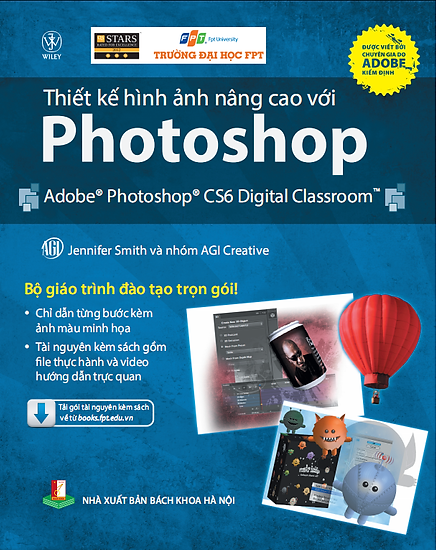 WILEY
STARS
RATED FOR EXCELLENCE
FPT Fpt University
TRƯỜNG ĐẠI HỌC FPT
ĐƯỢC VIẾT BỞI
CHUYÊN GIA DO
ADOBE
KIỂM ĐỊNH
Thiết kế hình ảnh nâng cao với
Photoshop
Adobe® Photoshop® CS6 Digital Classroom™
AGI Jennifer Smith và nhóm AGI Creative
Bộ giáo trình đào tạo trọn gói!
• Chỉ dẫn từng bước kèm
ảnh màu minh họa
• Tài nguyên kèm sách gồm
file thực hành và video
hướng dẫn trực quan
Tải gói tài nguyên kèm sách
về từ books.fpt.edu.vn
NHÀ XUẤT BẢN BÁCH KHOA HÀ NỘI